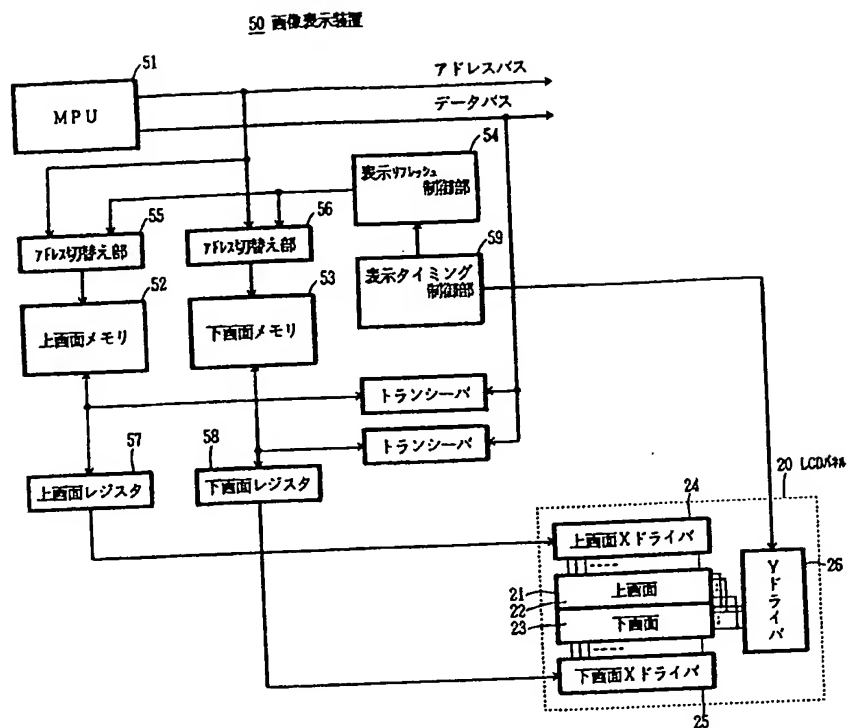 50 画像表示装置
51
MPU
アドレスバス
データバス
54
表示リフレッシュ
制御部
55
アドレス切替え部
56
アドレス切替え部
59
表示タイミング
制御部
52
上画面メモリ
53
下画面メモリ
トランシーバ
トランシーバ
57
上画面レジスタ
58
下画面レジスタ
20 LCDパネル
24
上画面Xドライバ
21
上画面
22
23
下画面
Yドライバ
26
下画面Xドライバ
25